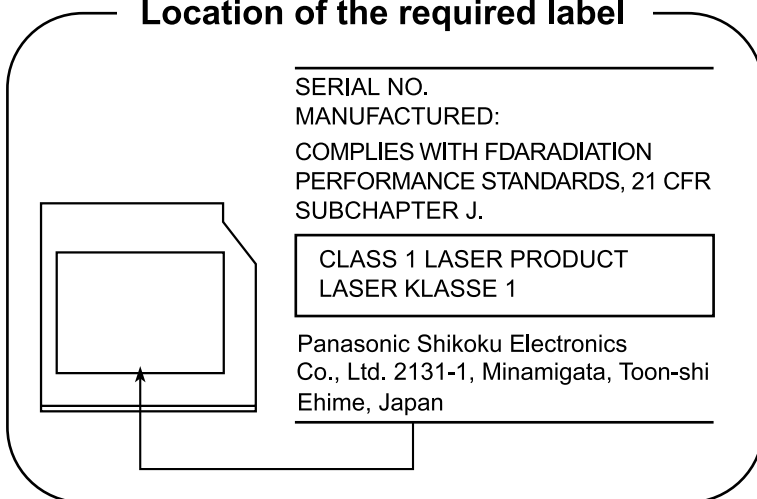 Location of the required label
SERIAL NO.
MANUFACTURED:
COMPLIES WITH FDARADIATION
PERFORMANCE STANDARDS, 21 CFR
SUBCHAPTER J.
CLASS 1 LASER PRODUCT
LASER KLASSE 1
Panasonic Shikoku Electronics
Co., Ltd. 2131-1, Minamigata, Toon-shi
Ehime, Japan